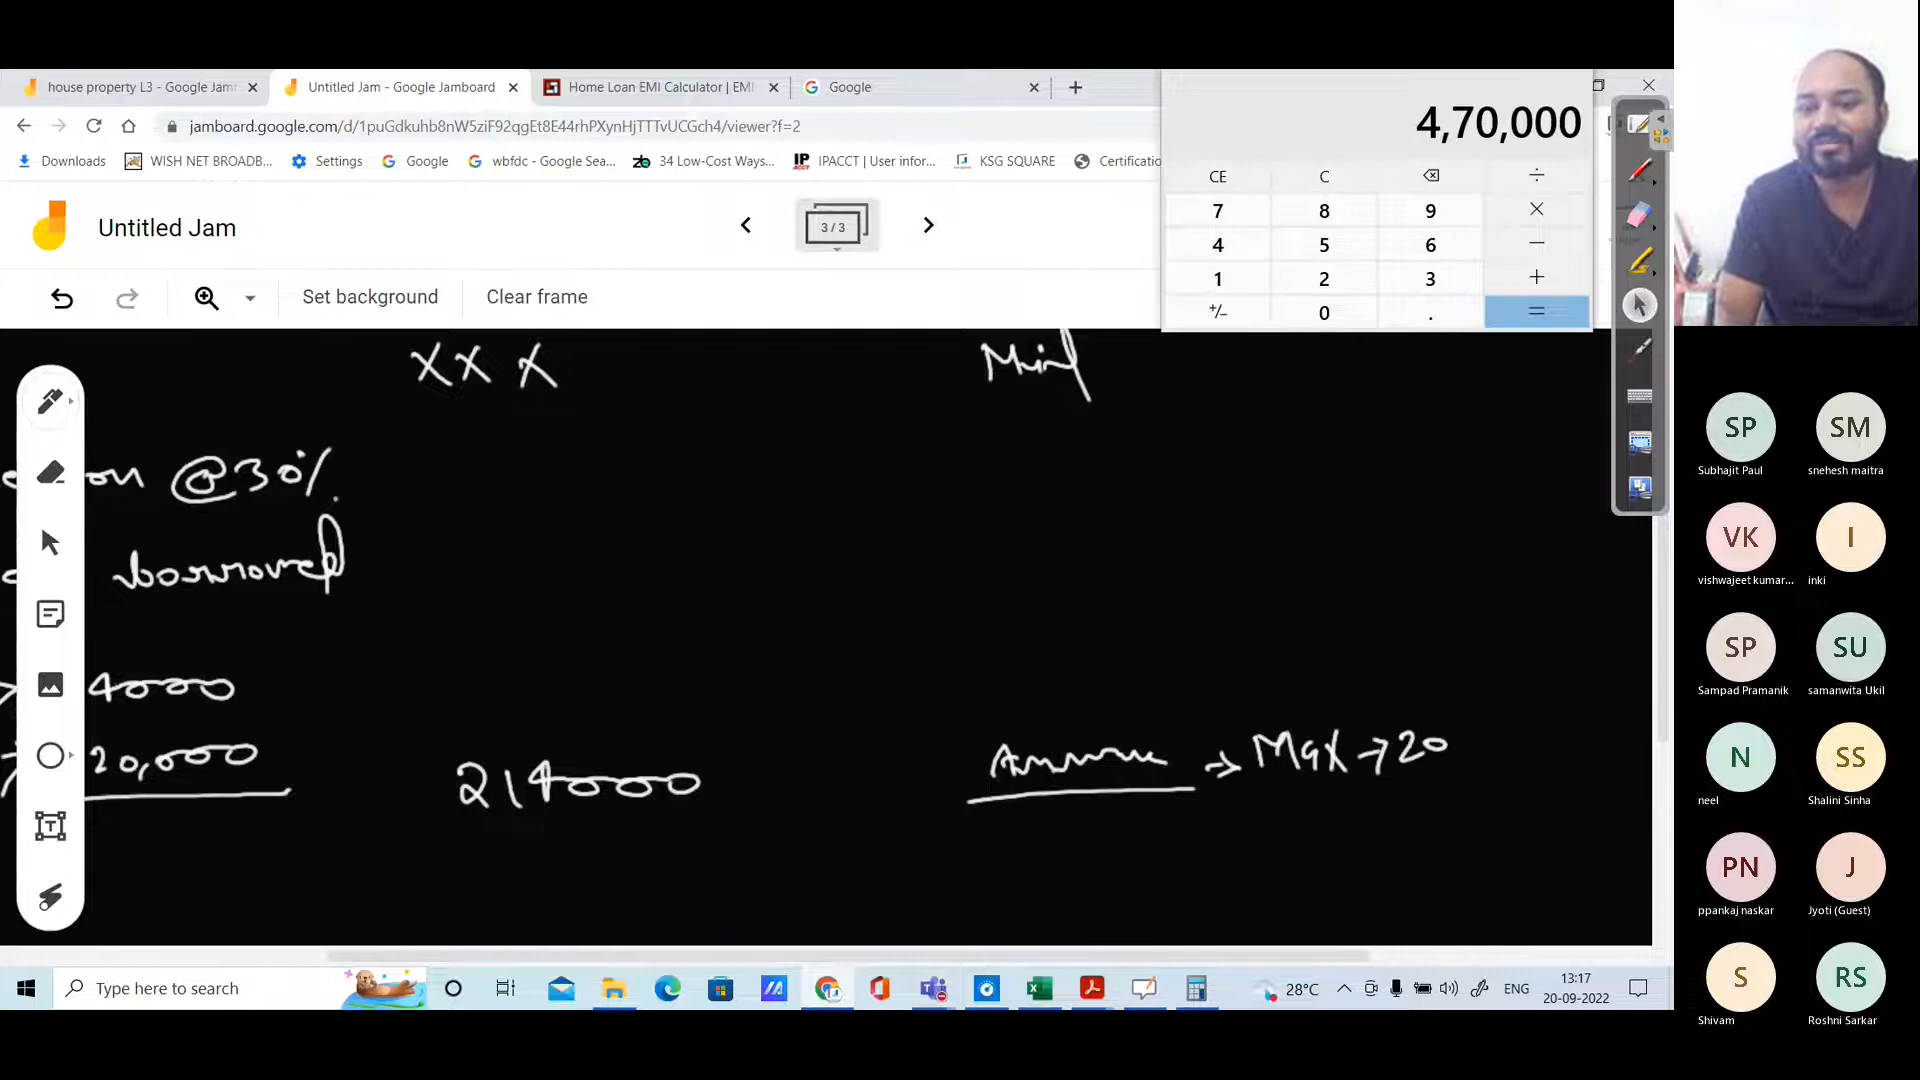 house property L3 - Google Jam
Untitled Jam - Google Jamboard
Home Loan EMI Calculator | EMI
Google
jamboard.google.com/d/1puGdkuhb8nW5ziF92qgEt8E44rhPXynHjTTTvUCGch4/viewer?f=2
Downloads
WISH NET BROADB...
Settings
Google
wbfdc - Google Sea...
34 Low-Cost Ways...
IPACCT | User infor...
KSG SQUARE
Certificatio
4,70,000
CE C ÷
7 8 9 ×
4 5 6 −
1 2 3 +
+/− 0 . =
Untitled Jam
3 / 3
Set background
Clear frame
XX X
on @30%.
borrowed
4000
20,000
214000
→ Max → 20
Type here to search
28°C
ENG
13:17
20-09-2022
SP
Subhajit Paul
SM
snehesh maitra
VK
vishwajeet kumar...
I
inki
SP
Sampad Pramanik
SU
samanwita Ukil
N
neel
SS
Shalini Sinha
PN
ppankaj naskar
J
Jyoti (Guest)
S
Shivam
RS
Roshni Sarkar